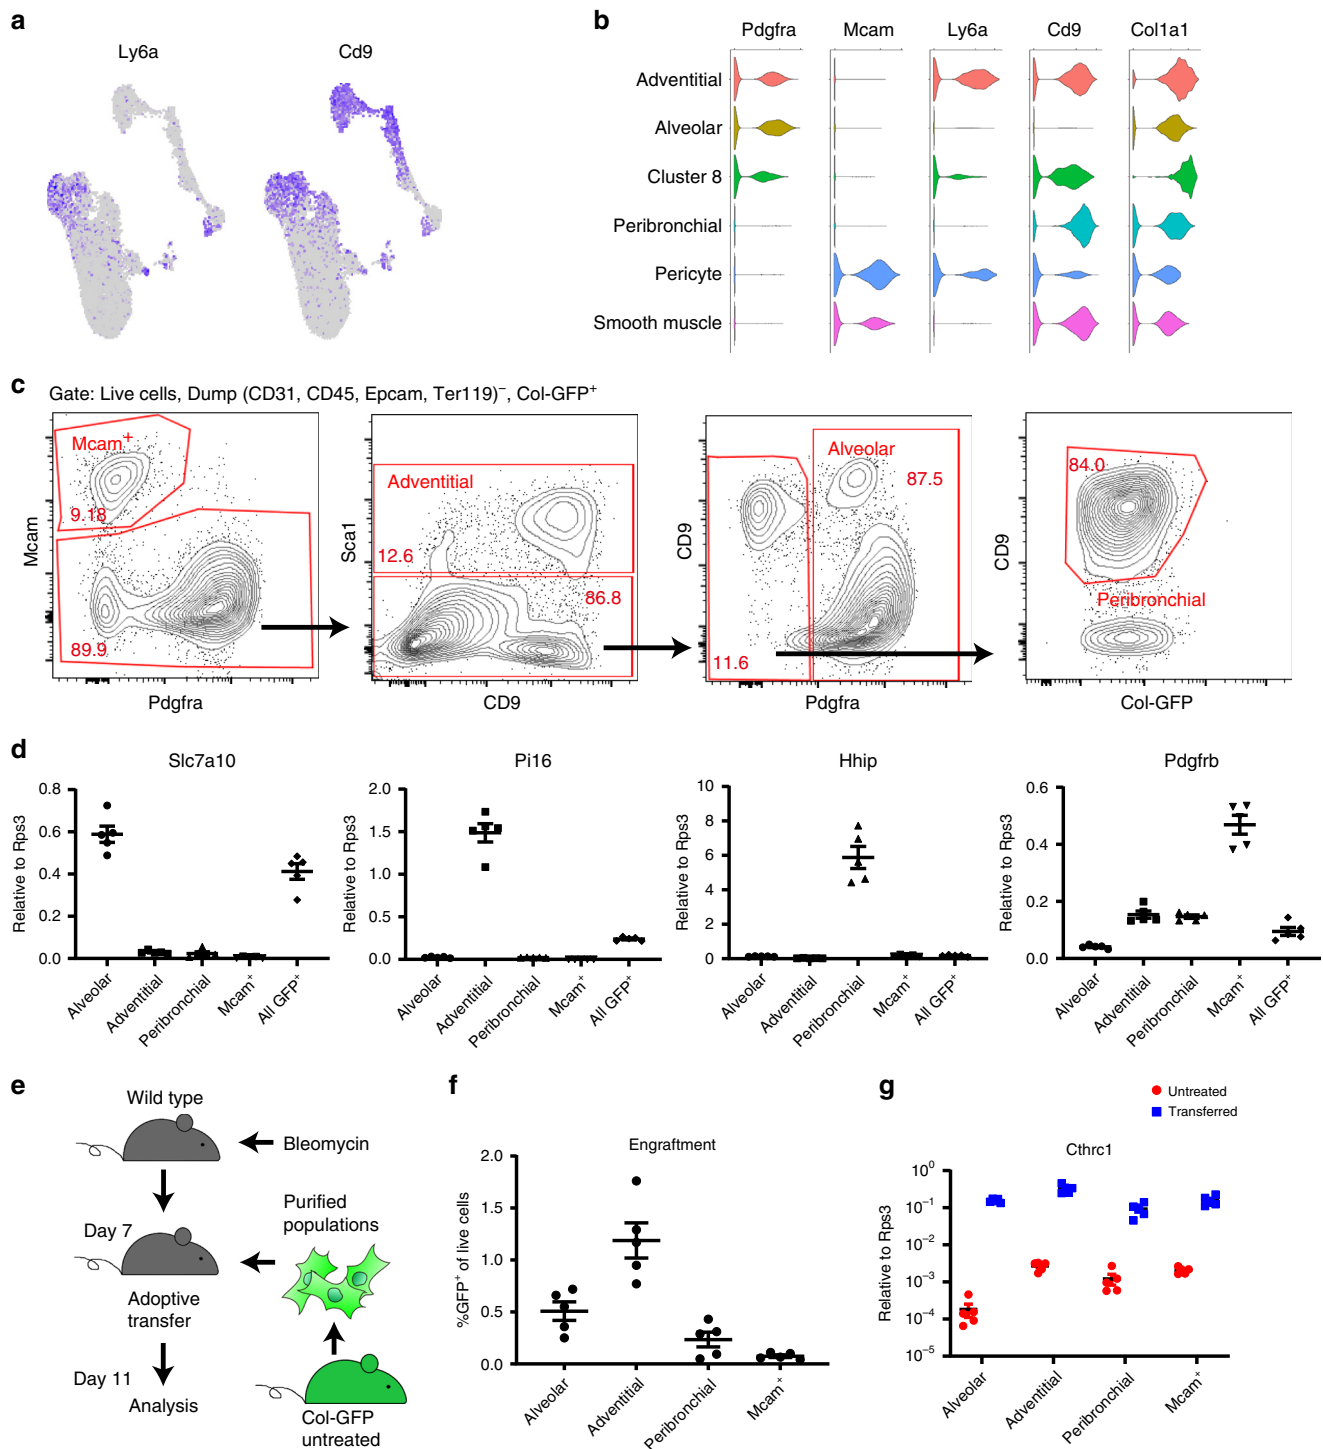 a
Ly6a
Cd9
b
Pdgfra Mcam Ly6a Cd9 Col1a1
Adventitial
Alveolar
Cluster 8
Peribronchial
Pericyte
Smooth muscle
c
Gate: Live cells, Dump (CD31, CD45, Epcam, Ter119)⁻, Col-GFP⁺
Mcam
Mcam⁺
9.18
89.9
Pdgfra
Sca1
Adventitial
12.6
86.8
CD9
CD9
Alveolar
87.5
11.6
Pdgfra
CD9
84.0
Peribronchial
Col-GFP
d
Slc7a10
Relative to Rps3
0.8
0.6
0.4
0.2
0.0
Alveolar
Adventitial
Peribronchial
Mcam⁺
All GFP⁺
Pi16
Relative to Rps3
2.0
1.5
1.0
0.5
0.0
Alveolar
Adventitial
Peribronchial
Mcam⁺
All GFP⁺
Hhip
Relative to Rps3
10
8
6
4
2
0
Alveolar
Adventitial
Peribronchial
Mcam⁺
All GFP⁺
Pdgfrb
Relative to Rps3
0.6
0.4
0.2
0.0
Alveolar
Adventitial
Peribronchial
Mcam⁺
All GFP⁺
e
Wild type
Bleomycin
Purified
populations
Day 7
Adoptive
transfer
Day 11
Analysis
Col-GFP
untreated
f
Engraftment
%GFP⁺ of live cells
2.0
1.5
1.0
0.5
0.0
Alveolar
Adventitial
Peribronchial
Mcam⁺
g
Untreated
Transferred
Cthrc1
Relative to Rps3
10⁰
10⁻¹
10⁻²
10⁻³
10⁻⁴
10⁻⁵
Alveolar
Adventitial
Peribronchial
Mcam⁺